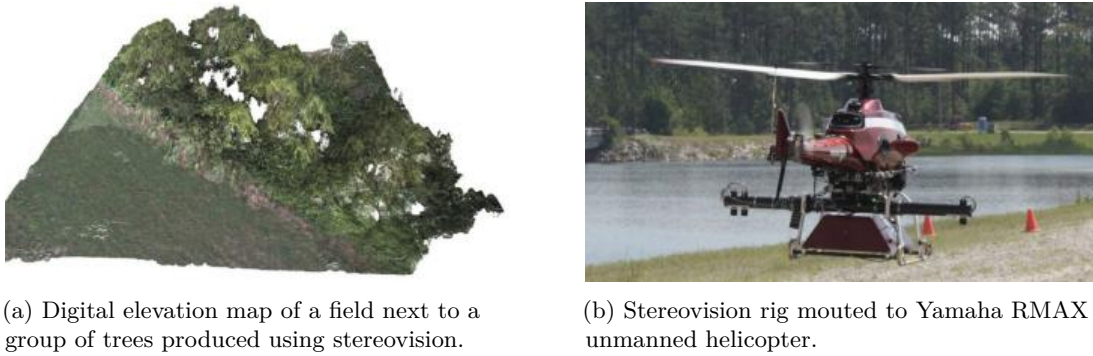 (a) Digital elevation map of a field next to a
group of trees produced using stereovision.
(b) Stereovision rig mouted to Yamaha RMAX
unmanned helicopter.